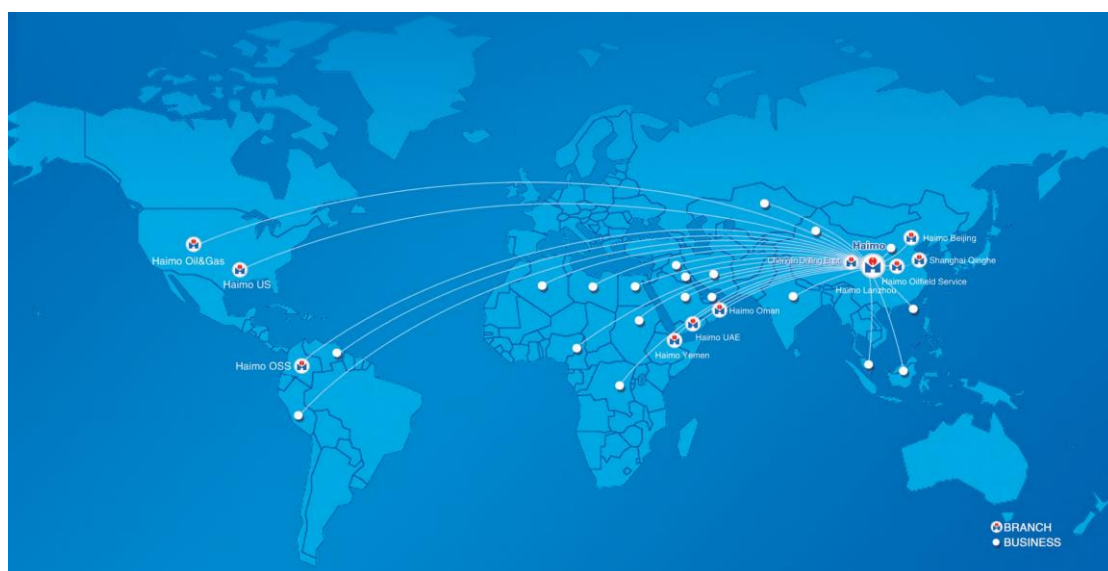 Haimo Beijing
Haimo
Haimo Oil&Gas
Shanghai Qinghe
Haimo US
Haimo Oilfield Service
Haimo Lanzhou
Haimo Oman
Haimo UAE
Haimo Yemen
Haimo OSS
BRANCH
BUSINESS